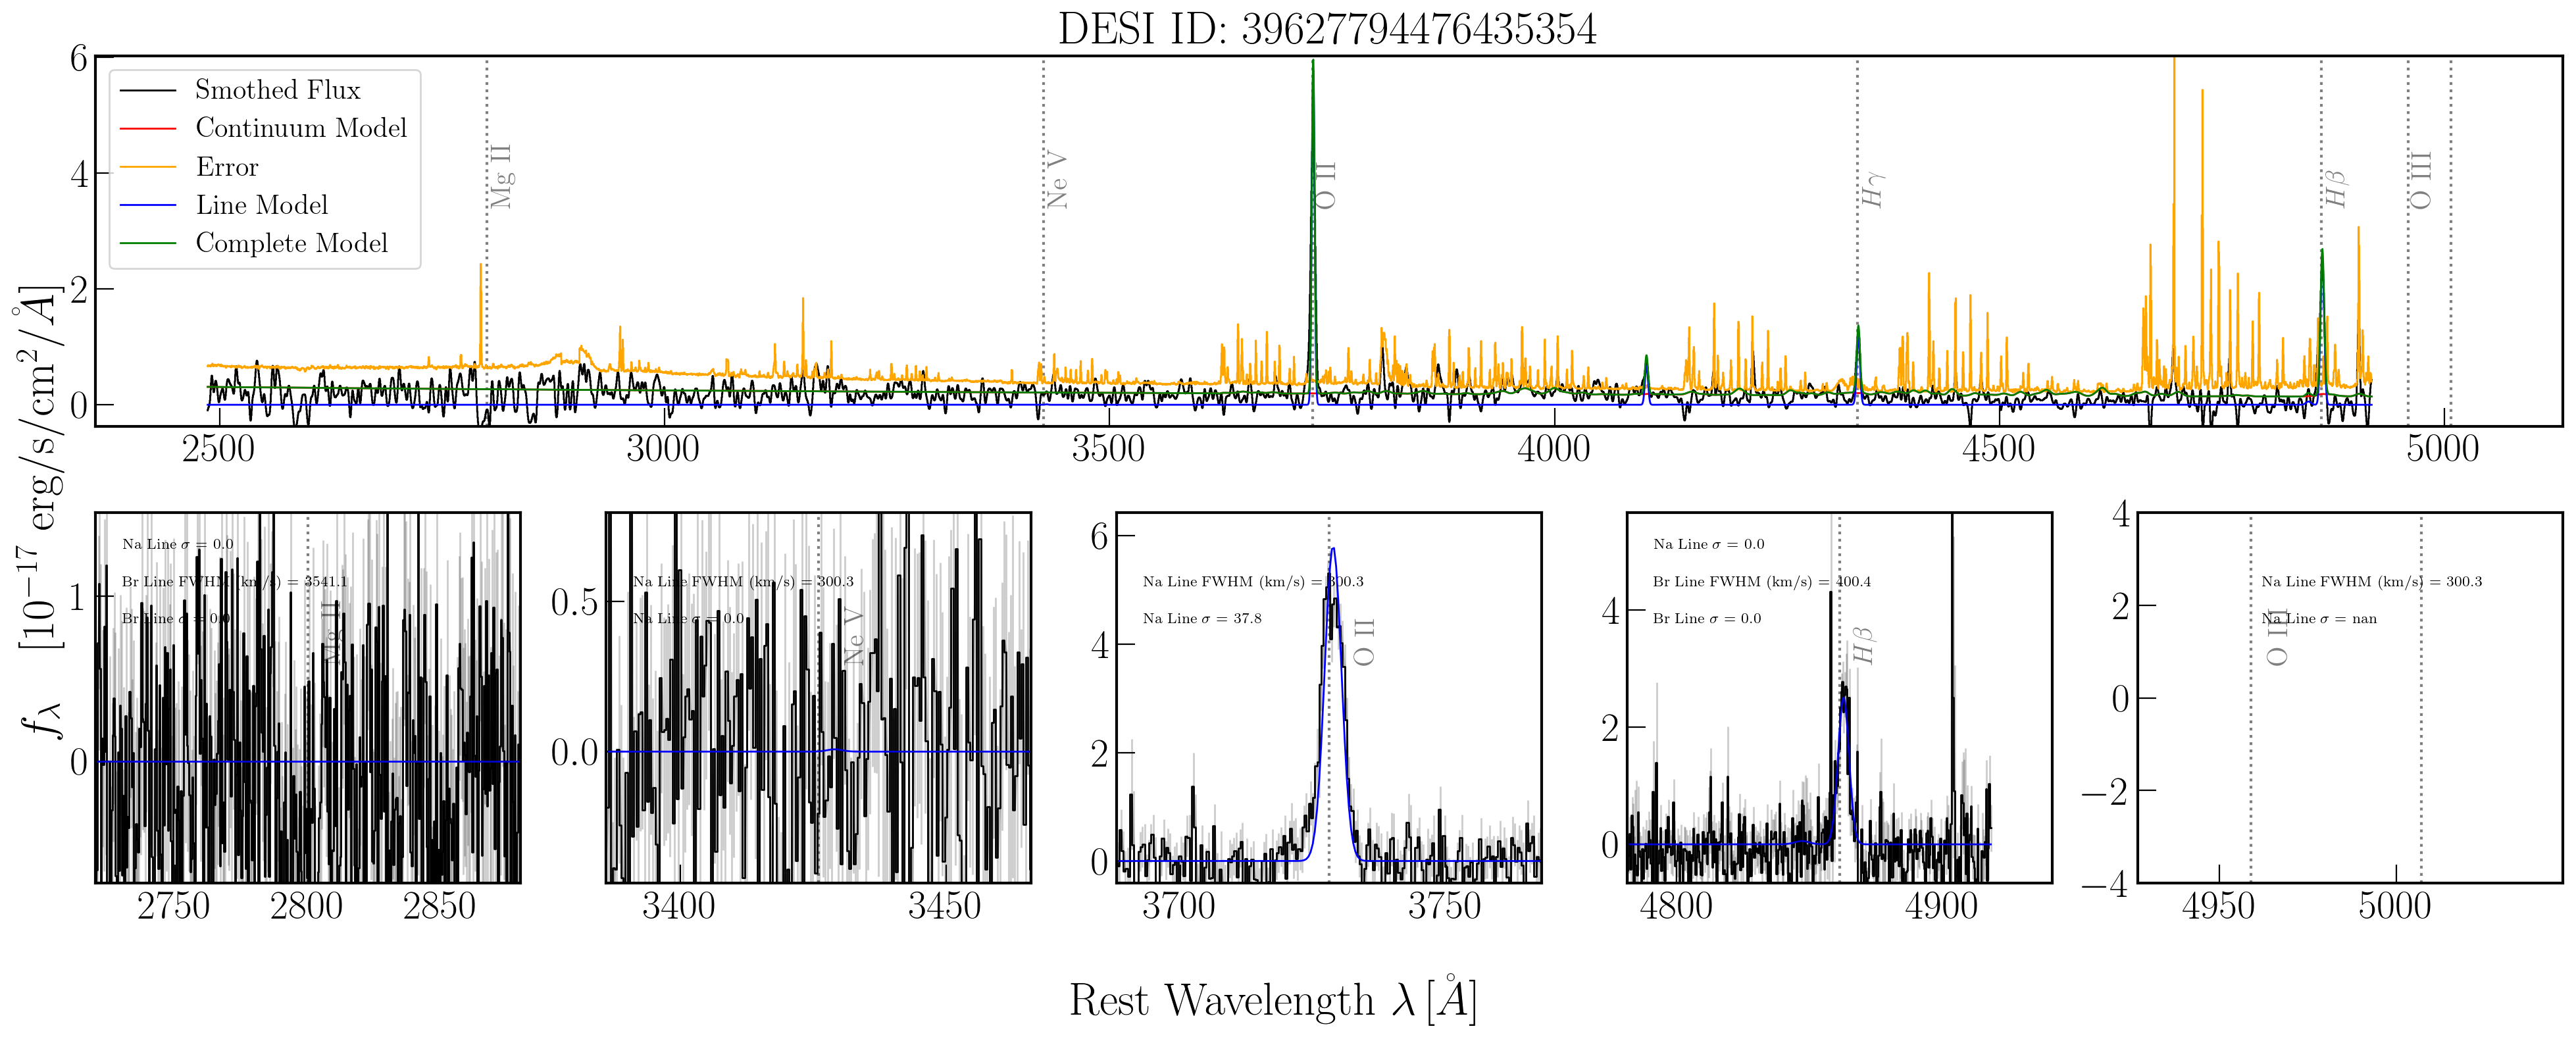 DESI ID: 39627794476435354
6
4
2
0
Smothed Flux
Continuum Model
Error
Line Model
Complete Model
Mg II
Ne V
O II
Hγ
Hβ
O III
2500
3000
3500
4000
4500
5000
f_λ [10^{-17} erg/s/cm^2/Å]
1
0
Na Line σ = 0.0
Br Line FWHM (km/s) = 3541.1
Br Line σ = 0.0
Mg II
2750
2800
2850
0.5
0.0
Na Line FWHM (km/s) = 300.3
Na Line σ = 0.0
Ne V
3400
3450
6
4
2
0
Na Line FWHM (km/s) = 300.3
Na Line σ = 37.8
O II
3700
3750
4
2
0
Na Line σ = 0.0
Br Line FWHM (km/s) = 400.4
Br Line σ = 0.0
Hβ
4800
4900
4
2
0
−2
−4
Na Line FWHM (km/s) = 300.3
Na Line σ = nan
O III
4950
5000
Rest Wavelength λ [Å]